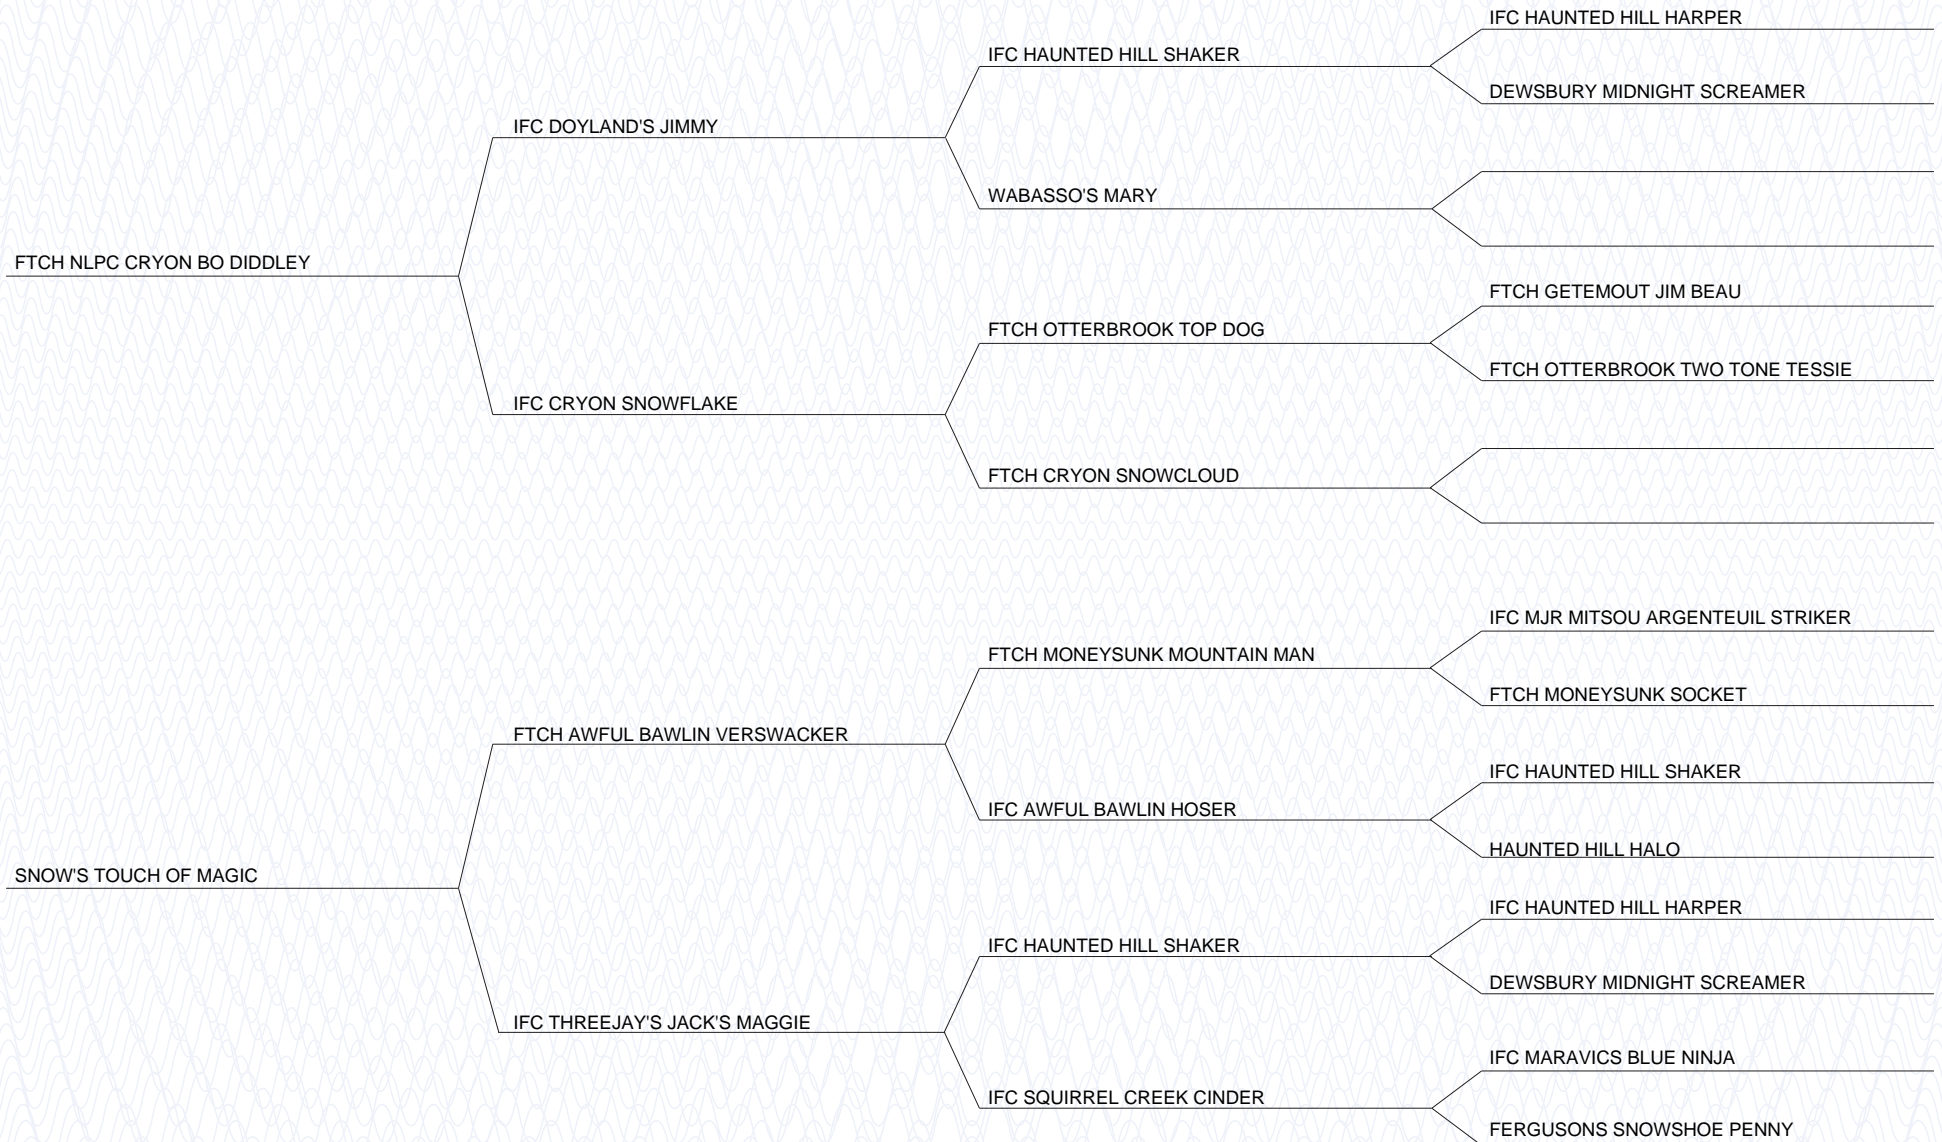 IFC HAUNTED HILL HARPER
IFC HAUNTED HILL SHAKER
DEWSBURY MIDNIGHT SCREAMER
IFC DOYLAND'S JIMMY
WABASSO'S MARY
FTCH NLPC CRYON BO DIDDLEY
FTCH GETEMOUT JIM BEAU
FTCH OTTERBROOK TOP DOG
FTCH OTTERBROOK TWO TONE TESSIE
IFC CRYON SNOWFLAKE
FTCH CRYON SNOWCLOUD
IFC MJR MITSOU ARGENTEUIL STRIKER
FTCH MONEYSUNK MOUNTAIN MAN
FTCH MONEYSUNK SOCKET
FTCH AWFUL BAWLIN VERSWACKER
IFC HAUNTED HILL SHAKER
IFC AWFUL BAWLIN HOSER
HAUNTED HILL HALO
SNOW'S TOUCH OF MAGIC
IFC HAUNTED HILL HARPER
IFC HAUNTED HILL SHAKER
DEWSBURY MIDNIGHT SCREAMER
IFC THREEJAY'S JACK'S MAGGIE
IFC MARAVICS BLUE NINJA
IFC SQUIRREL CREEK CINDER
FERGUSONS SNOWSHOE PENNY